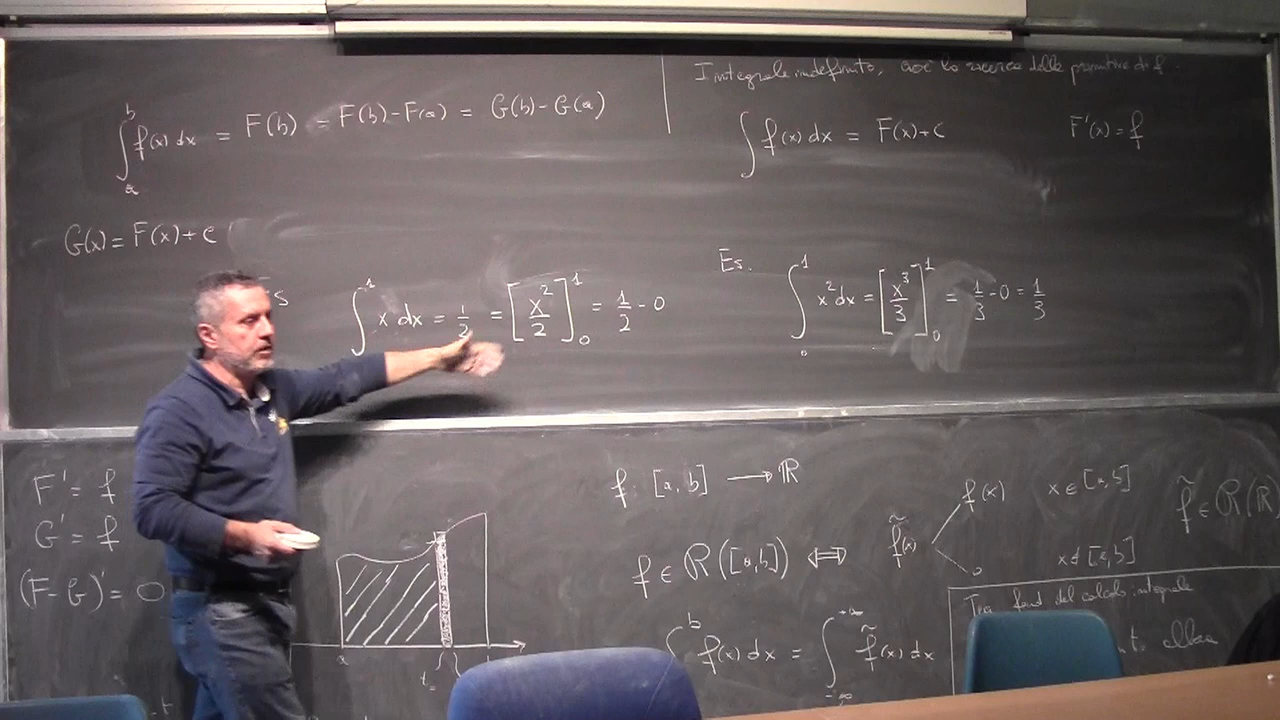 ∫_a^b f(x) dx = F(b) = F(b) - F(a) = G(b) - G(a)
G(x) = F(x) + c
∫_0^1 x dx = 1/2 = [x²/2]_0^1 = 1/2 - 0
Integrale indefinito, cioè la ricerca delle primitive di f.
∫ f(x) dx = F(x) + c F'(x) = f
Es. ∫_0^1 x² dx = [x³/3]_0^1 = 1/3 - 0 = 1/3
F' = f
G' = f
(F - G)' = 0
a
f: [a, b] → ℝ
f ∈ R([a, b]) ⇔ f̃(x)
f(x) x ∈ [a, b]
0 x ∉ [a, b]
f̃ ∈ R(ℝ)
∫^b f(x) dx = ∫_{-∞}^{+∞} f̃(x) dx
Teo fond del calcolo integrale
allora